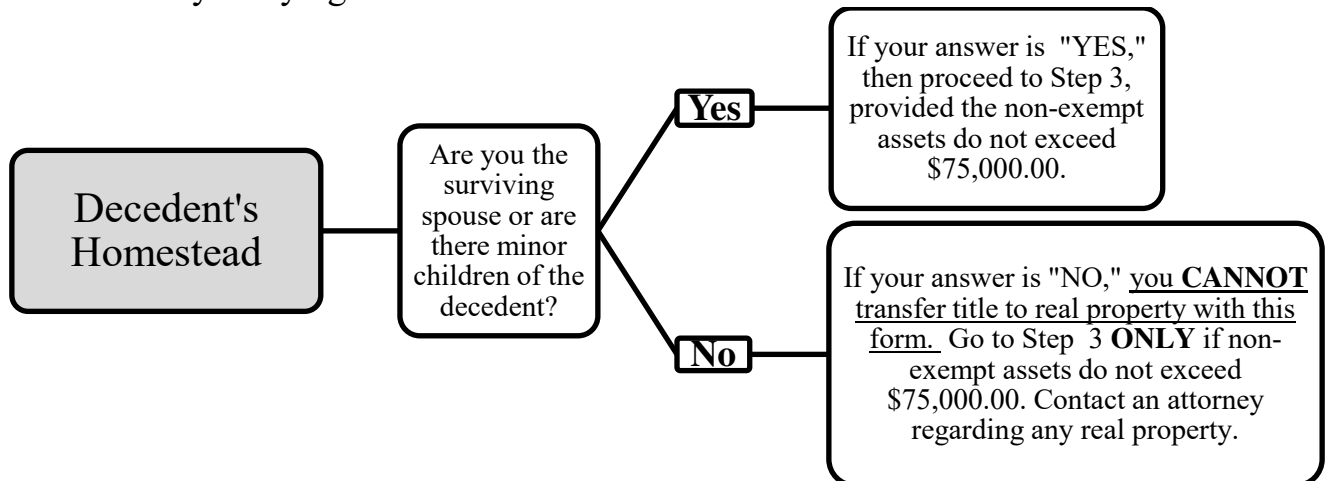 Decedent's
Homestead
Are you the
surviving
spouse or are
there minor
children of the
decedent?
Yes
If your answer is "YES,"
then proceed to Step 3,
provided the non-exempt
assets do not exceed
$75,000.00.
No
If your answer is "NO," you CANNOT
transfer title to real property with this
form. Go to Step 3 ONLY if non-
exempt assets do not exceed
$75,000.00. Contact an attorney
regarding any real property.